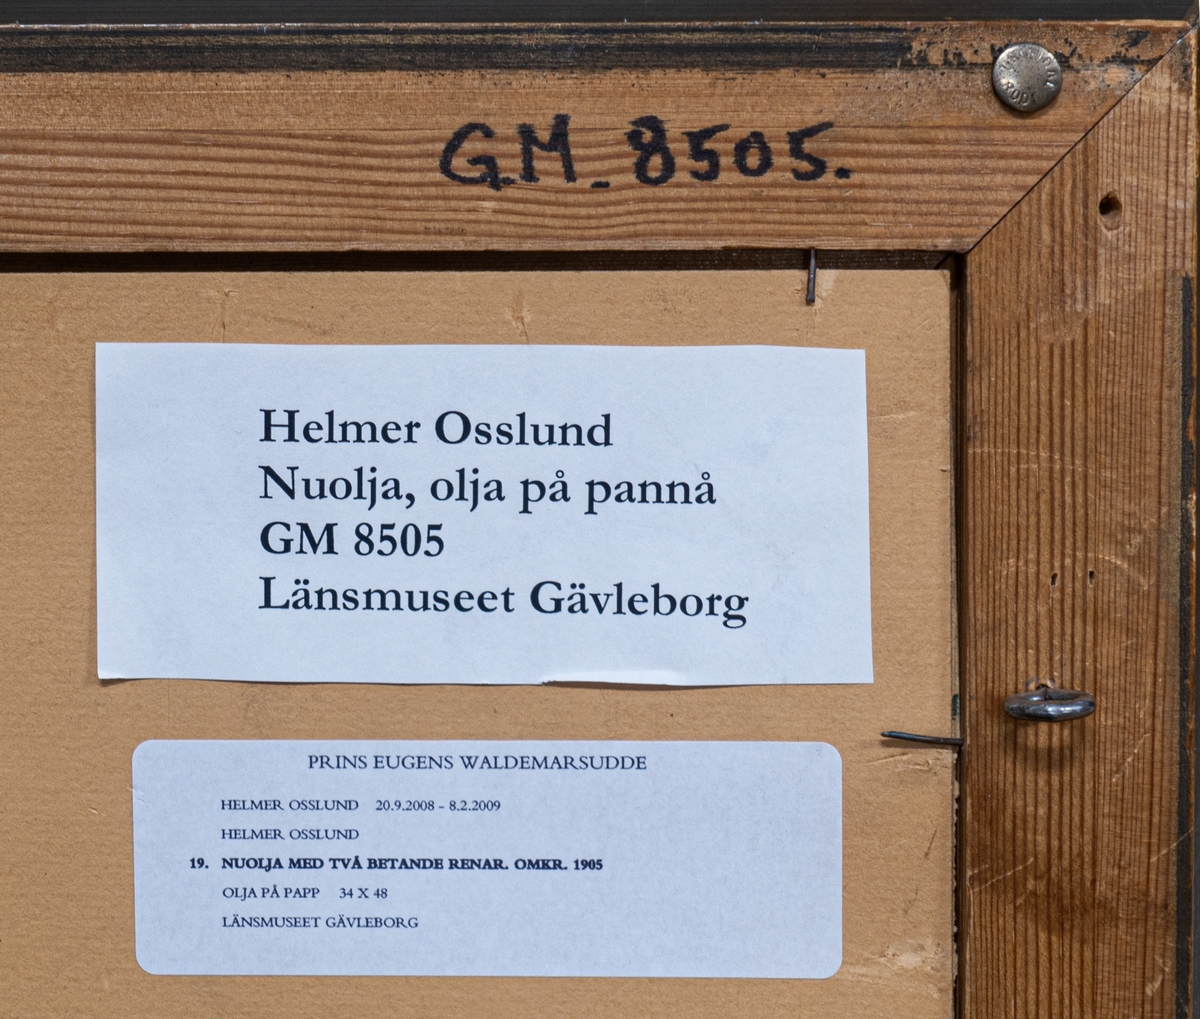 GM_8505.
Helmer Osslund
Nuolja, olja på pannå
GM 8505
Länsmuseet Gävleborg
PRINS EUGENS WALDEMARSUDDE
HELMER OSSLUND 20.9.2008 - 8.2.2009
HELMER OSSLUND
19. NUOLJA MED TVÅ BETANDE RENAR. OMKR. 1905
OLJA PÅ PAPP 34 X 48
LÄNSMUSEET GÄVLEBORG